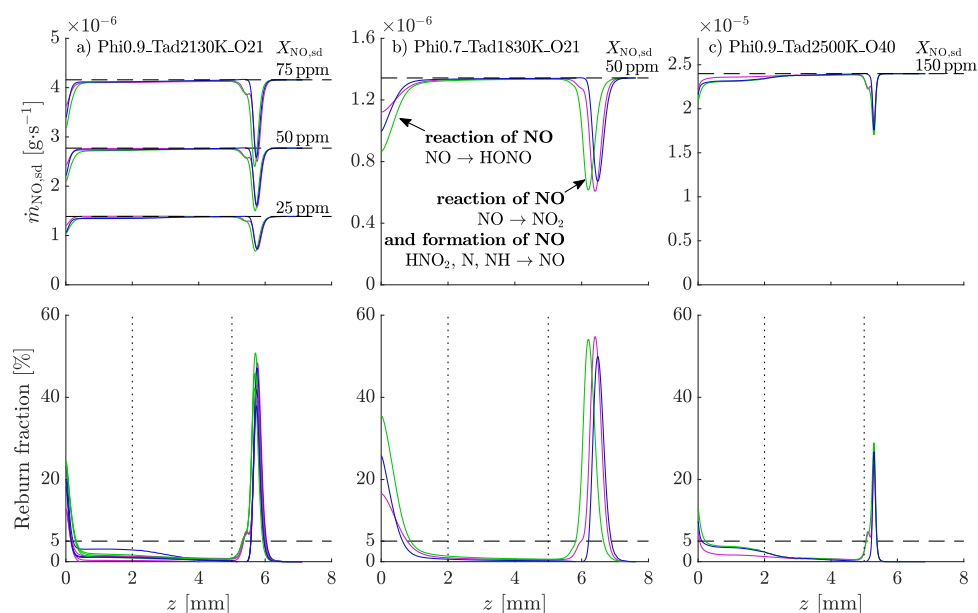 ×10⁻⁶
a) Phi0.9_Tad2130K_O21
X_NO,sd
75 ppm
50 ppm
25 ppm
5
4
3
2
1
0
ṁ_NO,sd [g·s⁻¹]
×10⁻⁶
b) Phi0.7_Tad1830K_O21
X_NO,sd
50 ppm
1.6
1.2
0.8
0.4
0
reaction of NO
NO → HONO
reaction of NO
NO → NO₂
and formation of NO
HNO₂, N, NH → NO
×10⁻⁵
c) Phi0.9_Tad2500K_O40
X_NO,sd
150 ppm
2.5
2
1.5
1
0.5
0
Reburn fraction [%]
60
40
20
5
0
0 2 4 6 8
z [mm]
60
40
20
5
0
0 2 4 6 8
z [mm]
60
40
20
5
0
0 2 4 6 8
z [mm]